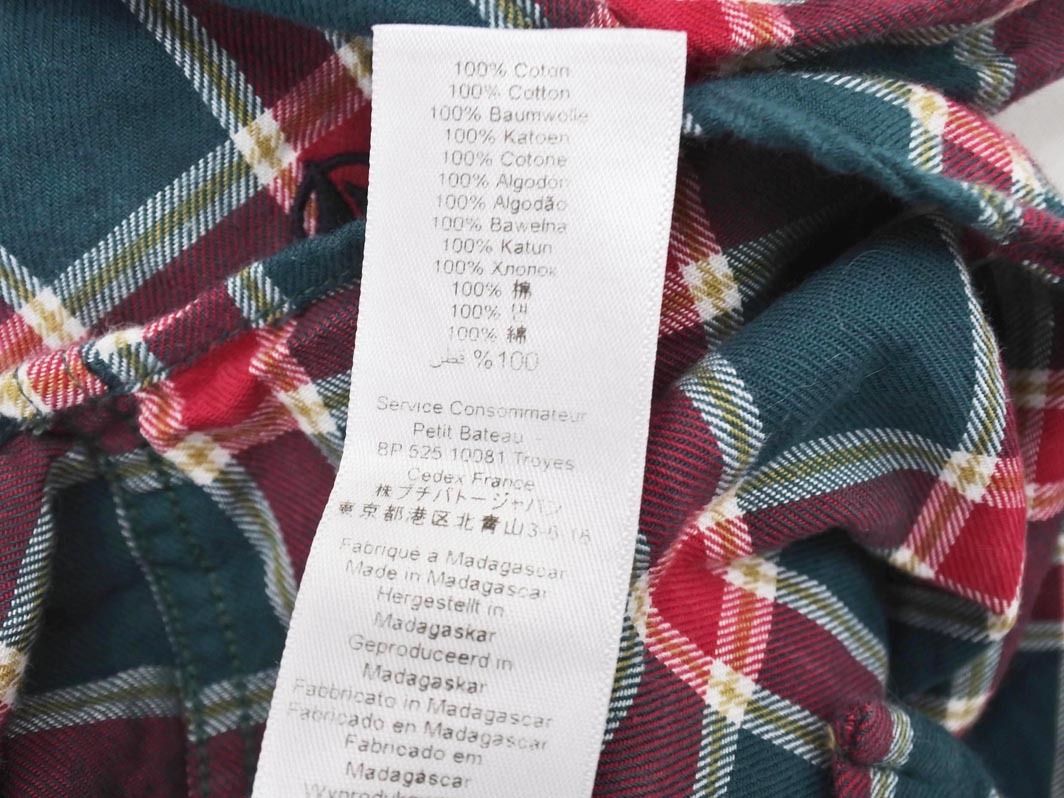 100% Coton
100% Cotton
100% Baumwolle
100% Katoen
100% Cotone
100% Algodón
100% Algodão
100% Bawełna
100% Katun
100% Хлопок
100% 棉
100% 면
100% 綿
100% قطن
Service Consommateur
Petit Bateau -
BP 525 10081 Troyes
Cedex France
株プチバトージャパン
東京都港区北青山3-6-18
Fabriqué à Madagascar
Made in Madagascar
Hergestellt in
Madagaskar
Geproduceerd in
Madagaskar
Fabbricato in Madagascar
Fabricado en Madagascar
Fabricado em
Madagáscar